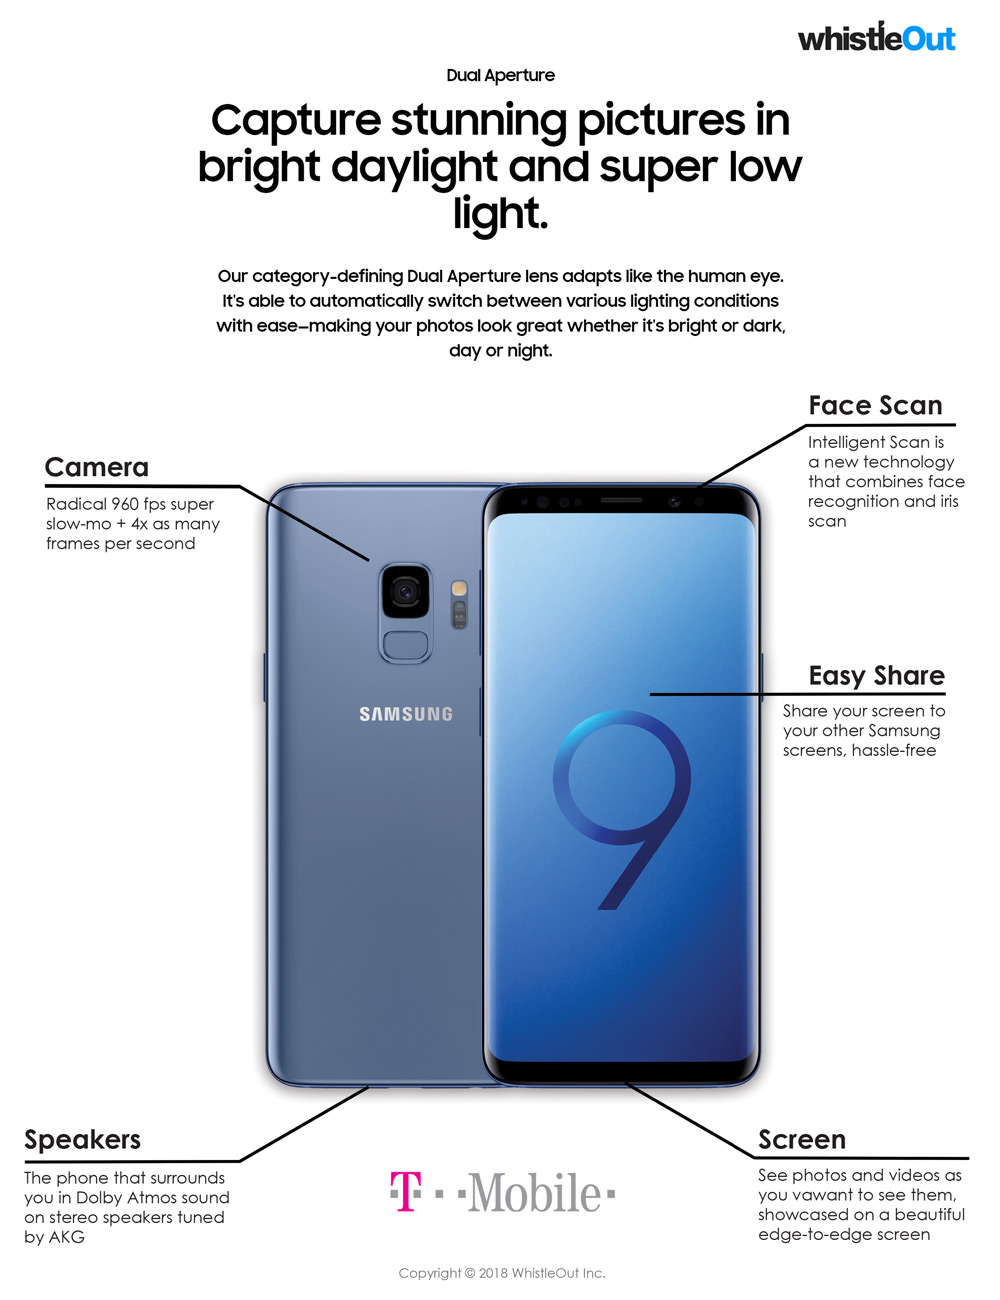 whistleOut
Dual Aperture
Capture stunning pictures in
bright daylight and super low
light.
Our category-defining Dual Aperture lens adapts like the human eye.
It's able to automatically switch between various lighting conditions
with ease—making your photos look great whether it's bright or dark,
day or night.
Face Scan
Intelligent Scan is
a new technology
that combines face
recognition and iris
scan
Camera
Radical 960 fps super
slow-mo + 4x as many
frames per second
Easy Share
Share your screen to
your other Samsung
screens, hassle-free
SAMSUNG
9
Speakers
The phone that surrounds
you in Dolby Atmos sound
on stereo speakers tuned
by AKG
Screen
See photos and videos as
you vawant to see them,
showcased on a beautiful
edge-to-edge screen
T··Mobile·
Copyright © 2018 WhistleOut Inc.